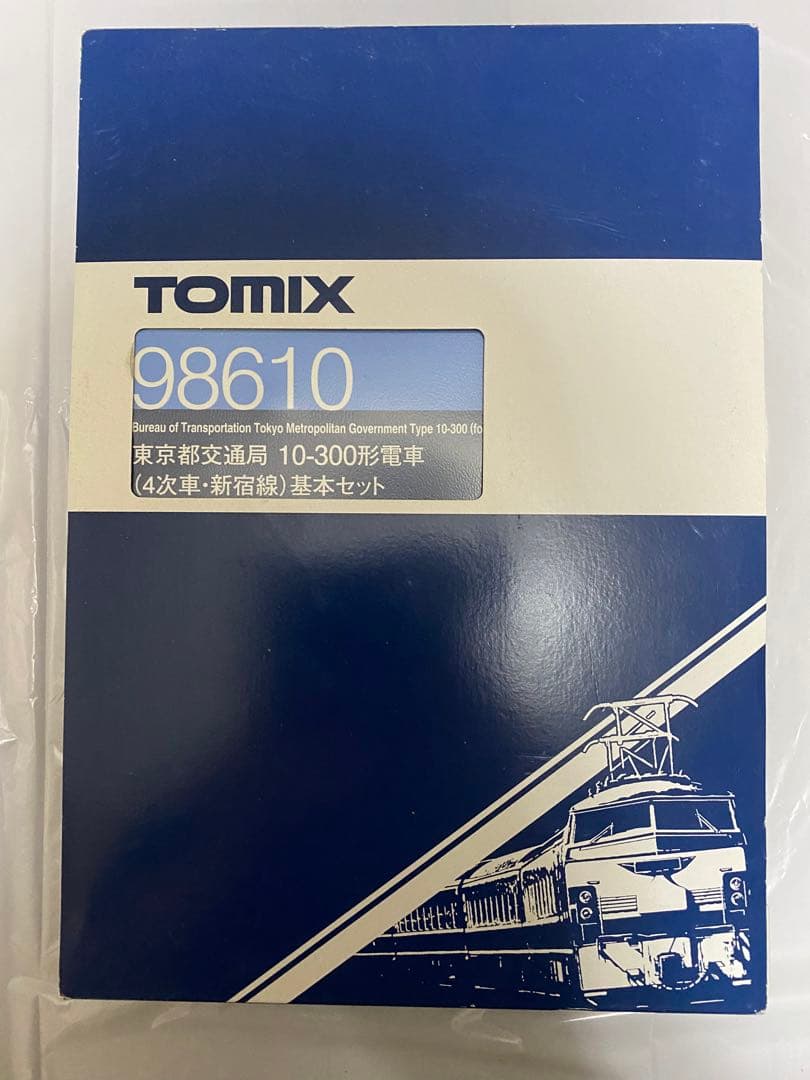 TOMIX
98610
Bureau of Transportation Tokyo Metropolitan Government Type 10-300 (fo
東京都交通局 10-300形電車
(4次車・新宿線)基本セット